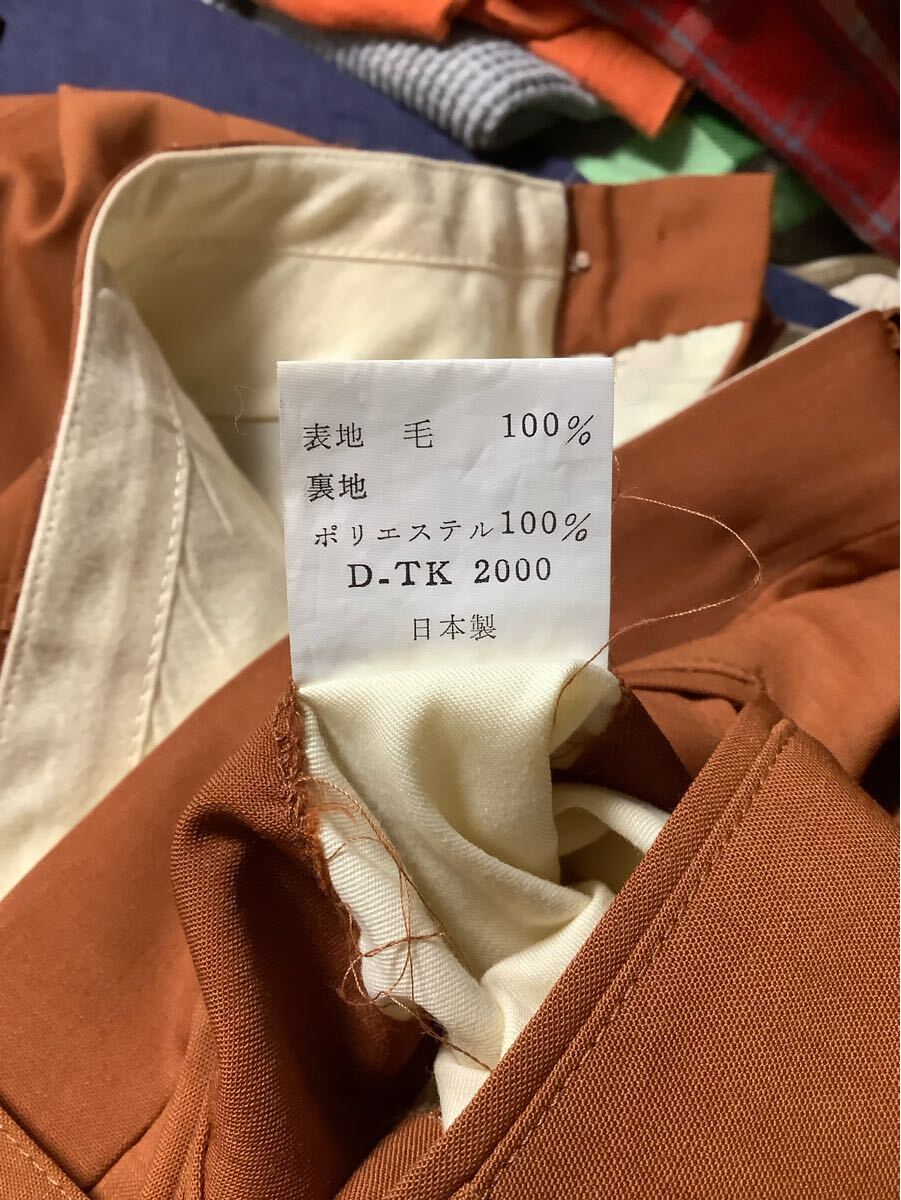 表地 毛 100%
裏地
ポリエステル100%
D-TK 2000
日本製